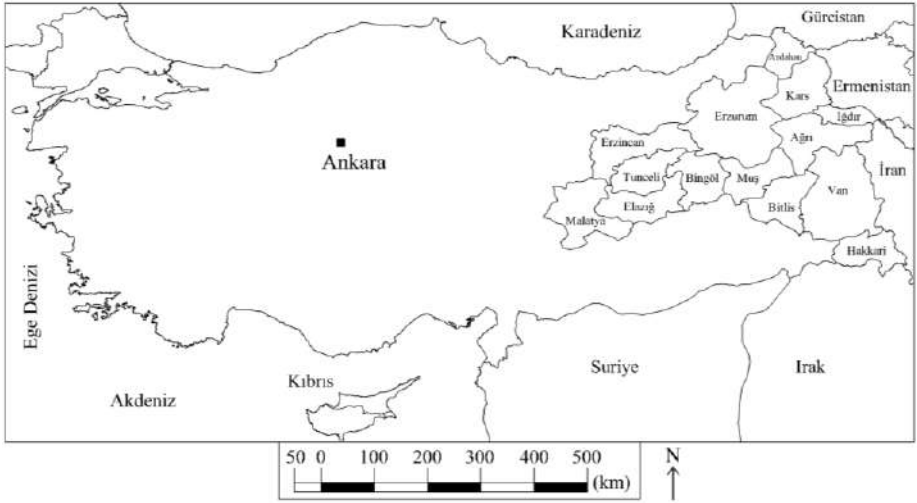 Gürcistan
Karadeniz
Ardahan
Ermenistan
Kars
Erzurum
Iğdır
Ağrı
Erzincan
Ankara
İran
Tunceli
Bingöl
Muş
Van
Elazığ
Bitlis
Malatya
Hakkari
Ege Denizi
Suriye
Irak
Kıbrıs
Akdeniz
50 0 100 200 300 400 500
(km)
N